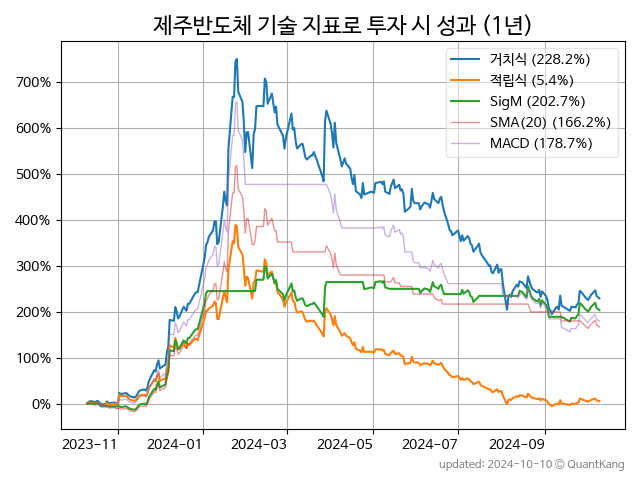 제주반도체 기술 지표로 투자 시 성과 (1년)
거치식 (228.2%)
적립식 (5.4%)
SigM (202.7%)
SMA(20) (166.2%)
MACD (178.7%)
700%
600%
500%
400%
300%
200%
100%
0%
2023-11 2024-01 2024-03 2024-05 2024-07 2024-09
updated: 2024-10-10 © QuantKang